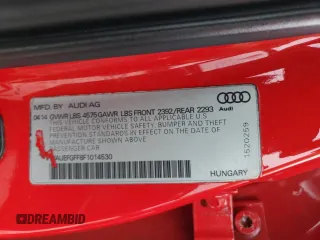 MFD. BY AUDI AG
04/14 GVWR LBS 4575 GAWR LBS FRONT 2392/REAR 2293
THIS VEHICLE CONFORMS TO ALL APPLICABLE
FEDERAL MOTOR VEHICLE SAFETY, BUMPER AND THEFT
PREVENTION STANDARDS IN EFFECT ON THE DATE
OF MANUFACTURE SHOWN ABOVE
PASSENGER CAR
Audi
1520259
HUNGARY
DREAMBID